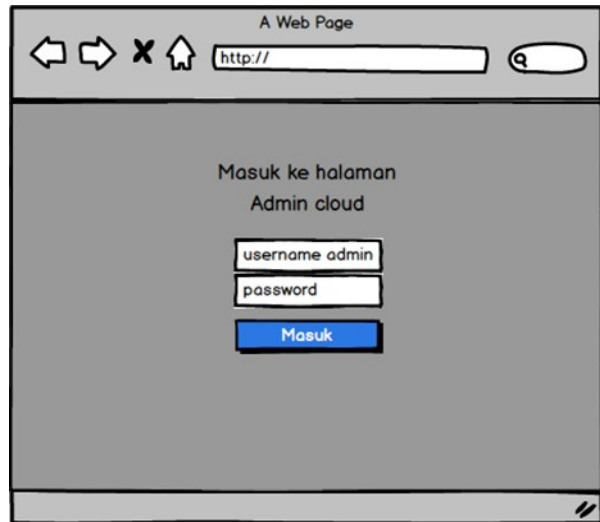 A Web Page
http://
Masuk ke halaman
Admin cloud
username admin
password
Masuk